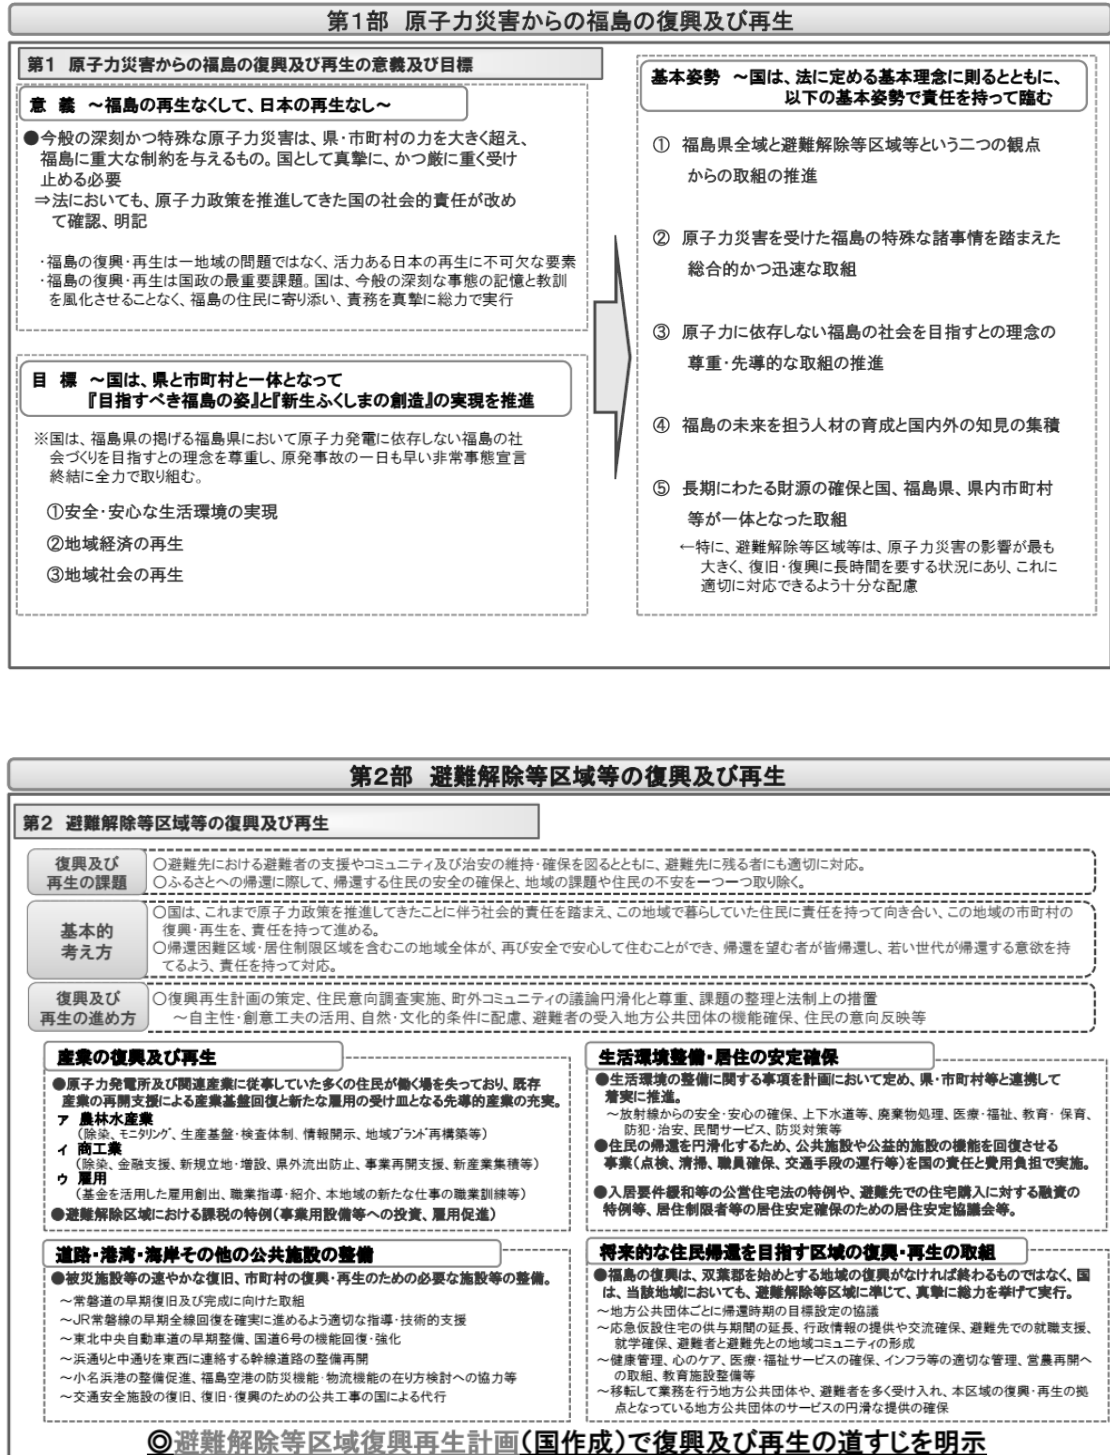 第1部 原子力災害からの福島の復興及び再生
第1 原子力災害からの福島の復興及び再生の意義及び目標
意 義 ～福島の再生なくして、日本の再生なし～
●今般の深刻かつ特殊な原子力災害は、県・市町村の力を大きく超え、
福島に重大な制約を与えるもの。国として真摯に、かつ厳に重く受け
止める必要
⇒法においても、原子力政策を推進してきた国の社会的責任が改め
て確認、明記
・福島の復興・再生は一地域の問題ではなく、活力ある日本の再生に不可欠な要素
・福島の復興・再生は国政の最重要課題。国は、今般の深刻な事態の記憶と教訓
を風化させることなく、福島の住民に寄り添い、責務を真摯に総力で実行
目 標 ～国は、県と市町村と一体となって
『目指すべき福島の姿』と『新生ふくしまの創造』の実現を推進
※国は、福島県の掲げる福島県において原子力発電に依存しない福島の社
会づくりを目指すとの理念を尊重し、原発事故の一日も早い非常事態宣言
終結に全力で取り組む。
①安全・安心な生活環境の実現
②地域経済の再生
③地域社会の再生
基本姿勢 ～国は、法に定める基本理念に則るとともに、
以下の基本姿勢で責任を持って臨む
① 福島県全域と避難解除等区域等という二つの観点
からの取組の推進
② 原子力災害を受けた福島の特殊な諸事情を踏まえた
総合的かつ迅速な取組
③ 原子力に依存しない福島の社会を目指すとの理念の
尊重・先導的な取組の推進
④ 福島の未来を担う人材の育成と国内外の知見の集積
⑤ 長期にわたる財源の確保と国、福島県、県内市町村
等が一体となった取組
←特に、避難解除等区域等は、原子力災害の影響が最も
大きく、復旧・復興に長時間を要する状況にあり、これに
適切に対応できるよう十分な配慮
第2部 避難解除等区域等の復興及び再生
第2 避難解除等区域等の復興及び再生
復興及び
再生の課題
○避難先における避難者の支援やコミュニティ及び治安の維持・確保を図るとともに、避難先に残る者にも適切に対応。
○ふるさとへの帰還に際して、帰還する住民の安全の確保と、地域の課題や住民の不安を一つ一つ取り除く。
基本的
考え方
○国は、これまで原子力政策を推進してきたことに伴う社会的責任を踏まえ、この地域で暮らしていた住民に責任を持って向き合い、この地域の市町村の
復興・再生を、責任を持って進める。
○帰還困難区域・居住制限区域を含むこの地域全体が、再び安全で安心して住むことができ、帰還を望む者が皆帰還し、若い世代が帰還する意欲を持
てるよう、責任を持って対応。
復興及び
再生の進め方
○復興再生計画の策定、住民意向調査実施、町外コミュニティの議論円滑化と尊重、課題の整理と法制上の措置
～自主性・創意工夫の活用、自然・文化的条件に配慮、避難者の受入地方公共団体の機能確保、住民の意向反映等
産業の復興及び再生
●原子力発電所及び関連産業に従事していた多くの住民が働く場を失っており、既存
産業の再開支援による産業基盤回復と新たな雇用の受け皿となる先導的産業の充実。
ア 農林水産業
(除染、モニタリング、生産基盤・検査体制、情報開示、地域ブランド再構築等)
イ 商工業
(除染、金融支援、新規立地・増設、県外流出防止、事業再開支援、新産業集積等)
ウ 雇用
(基金を活用した雇用創出、職業指導・紹介、本地域の新たな仕事の職業訓練等)
●避難解除区域における課税の特例(事業用設備等への投資、雇用促進)
生活環境整備・居住の安定確保
●生活環境の整備に関する事項を計画において定め、県・市町村等と連携して
着実に推進。
～放射線からの安全・安心の確保、上下水道等、廃棄物処理、医療・福祉、教育・保育、
防犯・治安、民間サービス、防災対策等
●住民の帰還を円滑化するため、公共施設や公益的施設の機能を回復させる
事業(点検、清掃、職員確保、交通手段の運行等)を国の責任と費用負担で実施。
●入居要件緩和等の公営住宅法の特例や、避難先での住宅購入に対する融資の
特例等、居住制限者等の居住安定確保のための居住安定協議会等。
道路・港湾・海岸その他の公共施設の整備
●被災施設等の速やかな復旧、市町村の復興・再生のための必要な施設等の整備。
～常磐道の早期復旧及び完成に向けた取組
～JR常磐線の早期全線回復を確実に進めるよう適切な指導・技術的支援
～東北中央自動車道の早期整備、国道6号の機能回復・強化
～浜通りと中通りを東西に連絡する幹線道路の整備再開
～小名浜港の整備促進、福島空港の防災機能・物流機能の在り方検討への協力等
～交通安全施設の復旧、復旧・復興のための公共工事の国による代行
将来的な住民帰還を目指す区域の復興・再生の取組
●福島の復興は、双葉郡を始めとする地域の復興がなければ終わるものではなく、国
は、当該地域においても、避難解除等区域に準じて、真摯に総力を挙げて実行。
～地方公共団体ごとに帰還時期の目標設定の協議
～応急仮設住宅の供与期間の延長、行政情報の提供や交流確保、避難先での就職支援、
就学確保、避難者と避難先との地域コミュニティの形成
～健康管理、心のケア、医療・福祉サービスの確保、インフラ等の適切な管理、営農再開へ
の取組、教育施設整備等
～移転して業務を行う地方公共団体や、避難者を多く受け入れ、本区域の復興・再生の拠
点となっている地方公共団体のサービスの円滑な提供の確保
◎避難解除等区域復興再生計画(国作成)で復興及び再生の道すじを明示